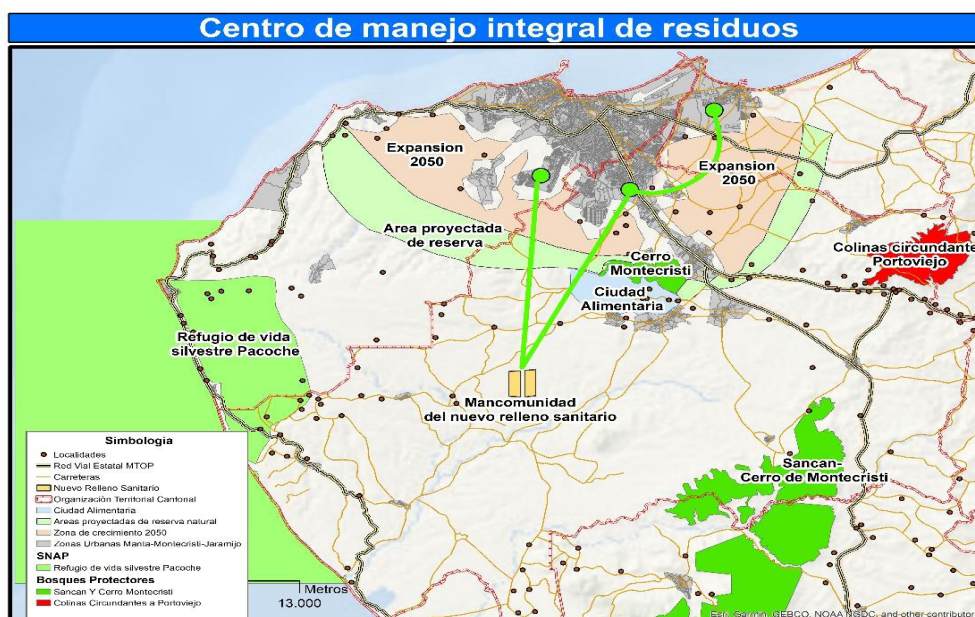 Centro de manejo integral de residuos
Expansion
2050
Expansion
2050
Area proyectada
de reserva
Colinas circundante
Portoviejo
Cerro
Montecristi
Ciudad
Alimentaria
Refugio de vida
silvestre Pacoche
Mancomunidad
del nuevo relleno sanitario
Sancan-
Cerro de Montecristi
Simbologia
Localidades
Red Vial Estatal MTOP
Carreteras
Nuevo Relleno Sanitario
Organización Territorial Cantonal
Ciudad Alimentaria
Areas proyectadas de reserva natural
Zona de crecimiento 2050
Zonas Urbanas Manta-Montecristi-Jaramijo
SNAP
Refugio de vida silvestre Pacoche
Bosques Protectores
Sancan Y Cerro Montecristi
Colinas Circundantes a Portoviejo
Metros
13.000
Esri, Garmin, GEBCO, NOAA NGDC, and other contributor